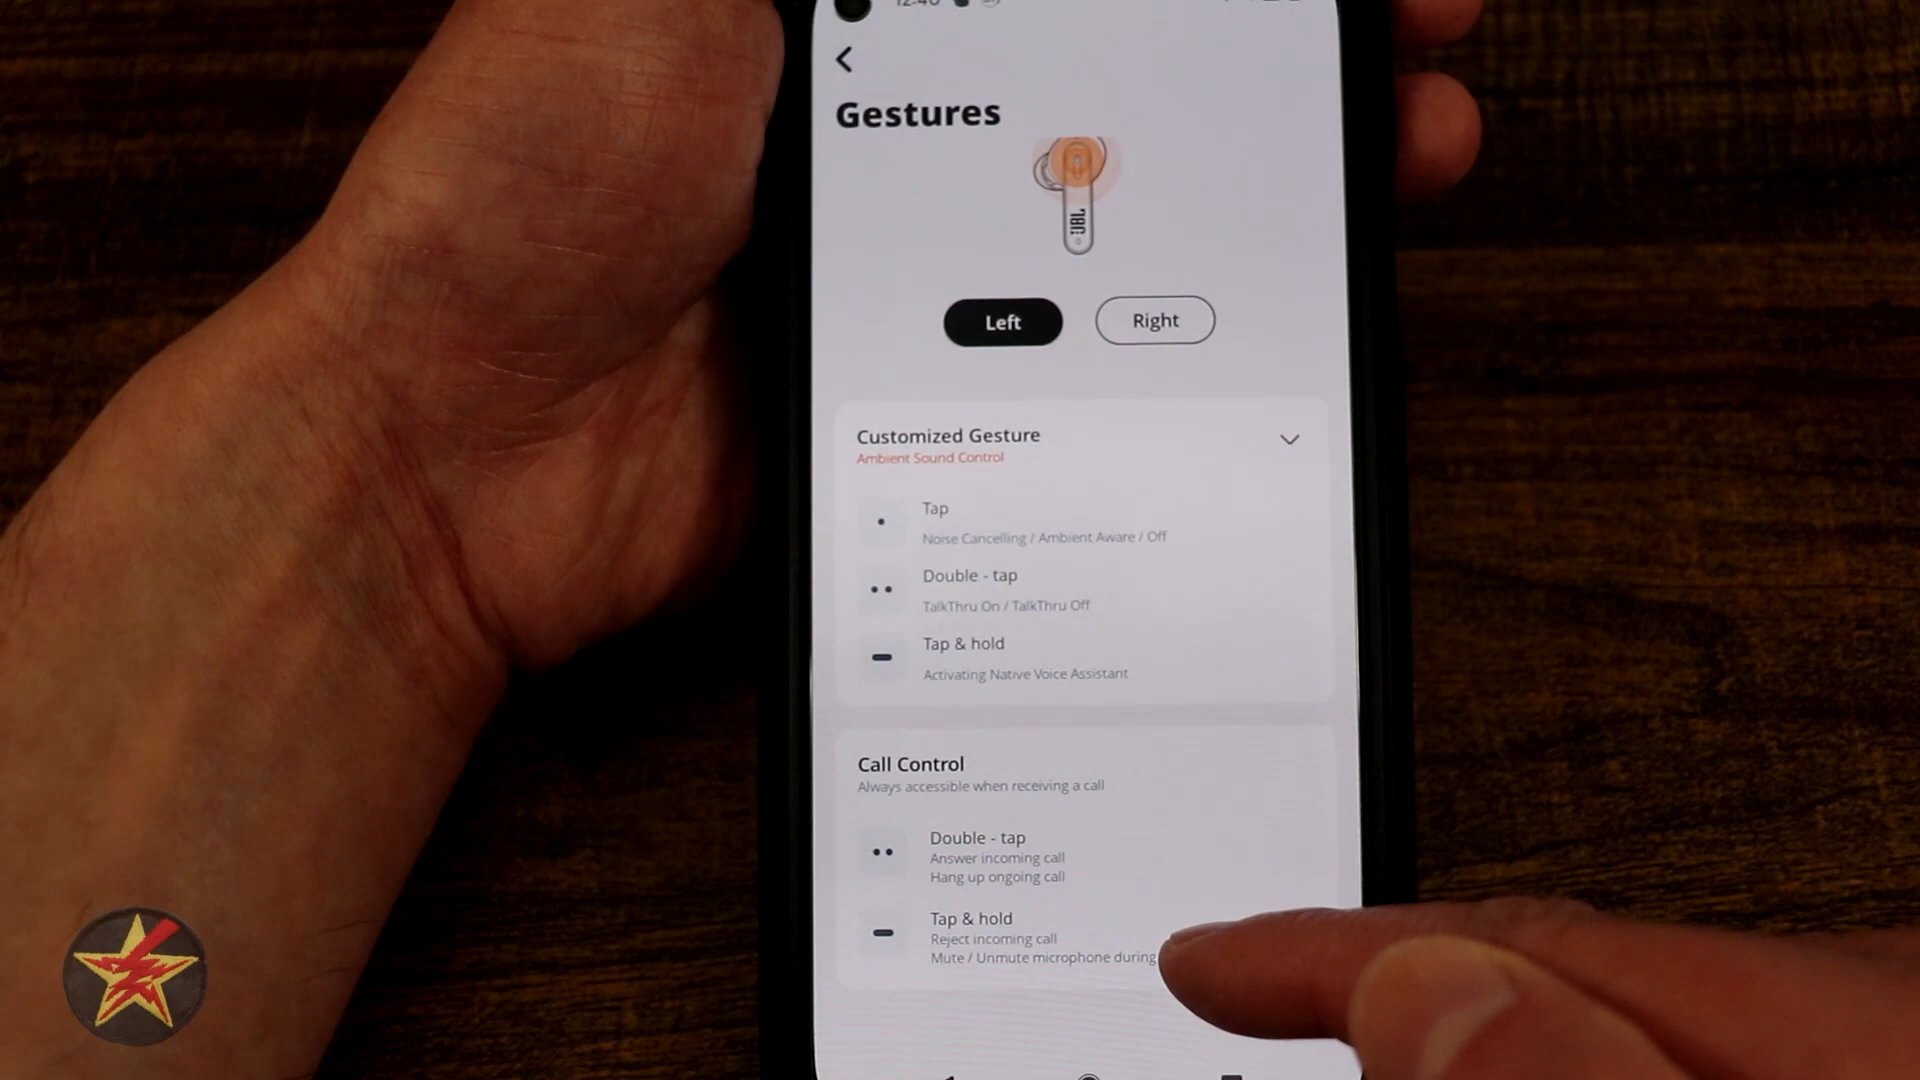 Gestures
JBL
Left
Right
Customized Gesture
Ambient Sound Control
Tap
Noise Cancelling / Ambient Aware / Off
Double - tap
TalkThru On / TalkThru Off
Tap & hold
Activating Native Voice Assistant
Call Control
Always accessible when receiving a call
Double - tap
Answer incoming call
Hang up ongoing call
Tap & hold
Reject incoming call
Mute / Unmute microphone during